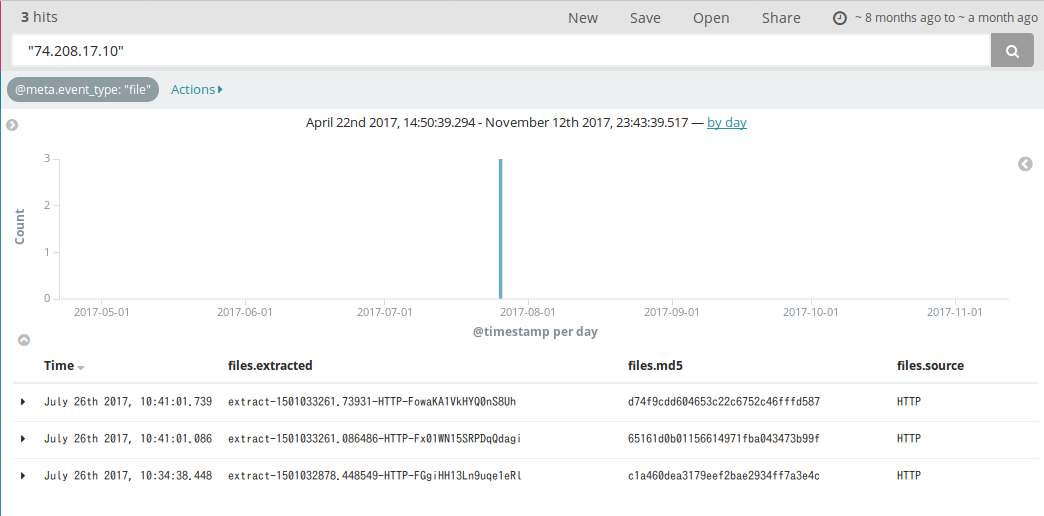 3 hits New Save Open Share ~ 8 months ago to ~ a month ago
"74.208.17.10"
@meta.event_type: "file" Actions
April 22nd 2017, 14:50:39.294 - November 12th 2017, 23:43:39.517 — by day
3
2
1
0
Count
2017-05-01 2017-06-01 2017-07-01 2017-08-01 2017-09-01 2017-10-01 2017-11-01
@timestamp per day
Time files.extracted files.md5 files.source
July 26th 2017, 10:41:01.739 extract-1501033261.73931-HTTP-FowaKA1VkHYQ0nS8Uh d74f9cdd604653c22c6752c46fffd587 HTTP
July 26th 2017, 10:41:01.086 extract-1501033261.086486-HTTP-Fx01WN15SRPDqQdagi 65161d0b01156614971fba043473b99f HTTP
July 26th 2017, 10:34:38.448 extract-1501032878.448549-HTTP-FGgiHH13Ln9uqe1eRl c1a460dea3179eef2bae2934ff7a3e4c HTTP